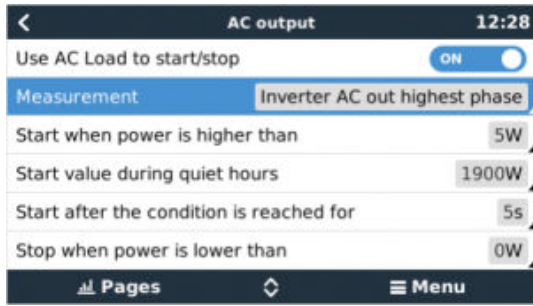 AC output 12:28
Use AC Load to start/stop ON
Measurement Inverter AC out highest phase
Start when power is higher than 5W
Start value during quiet hours 1900W
Start after the condition is reached for 5s
Stop when power is lower than 0W
Pages Menu